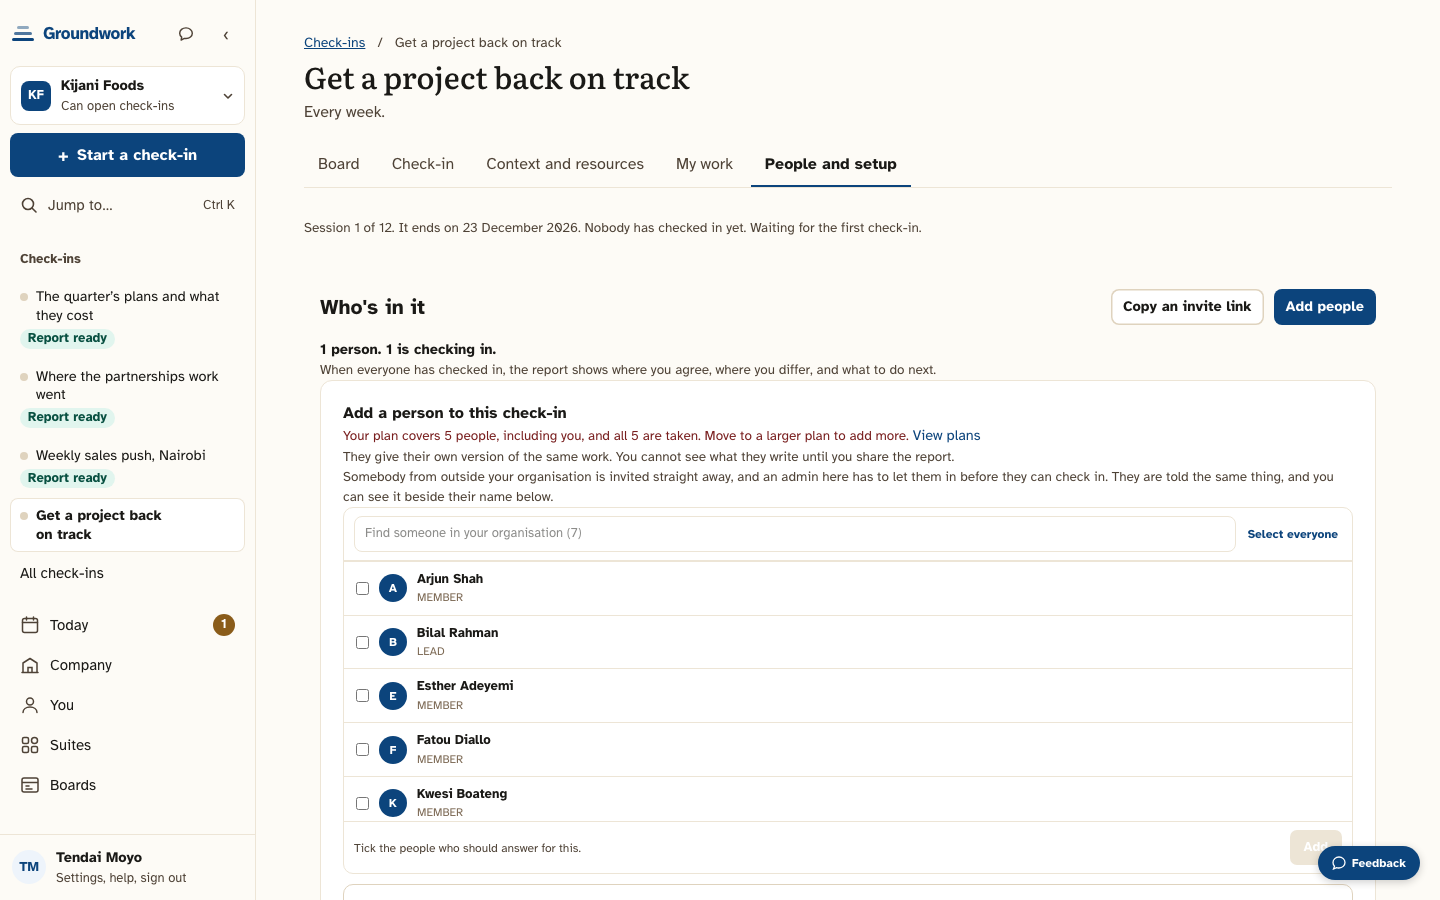 Groundwork
KF
Kijani Foods
Can open check-ins
+ Start a check-in
Jump to...
Ctrl K
Check-ins
The quarter's plans and what
they cost
Report ready
Where the partnerships work
went
Report ready
Weekly sales push, Nairobi
Report ready
Get a project back
on track
All check-ins
Today
1
Company
You
Suites
Boards
TM
Tendai Moyo
Settings, help, sign out
Check-ins / Get a project back on track
Get a project back on track
Every week.
Board
Check-in
Context and resources
My work
People and setup
Session 1 of 12. It ends on 23 December 2026. Nobody has checked in yet. Waiting for the first check-in.
Who's in it
Copy an invite link
Add people
1 person. 1 is checking in.
When everyone has checked in, the report shows where you agree, where you differ, and what to do next.
Add a person to this check-in
Your plan covers 5 people, including you, and all 5 are taken. Move to a larger plan to add more. View plans
They give their own version of the same work. You cannot see what they write until you share the report.
Somebody from outside your organisation is invited straight away, and an admin here has to let them in before they can check in. They are told the same thing, and you
can see it beside their name below.
Find someone in your organisation (7)
Select everyone
A
Arjun Shah
MEMBER
B
Bilal Rahman
LEAD
E
Esther Adeyemi
MEMBER
F
Fatou Diallo
MEMBER
K
Kwesi Boateng
MEMBER
Tick the people who should answer for this.
Add
Feedback